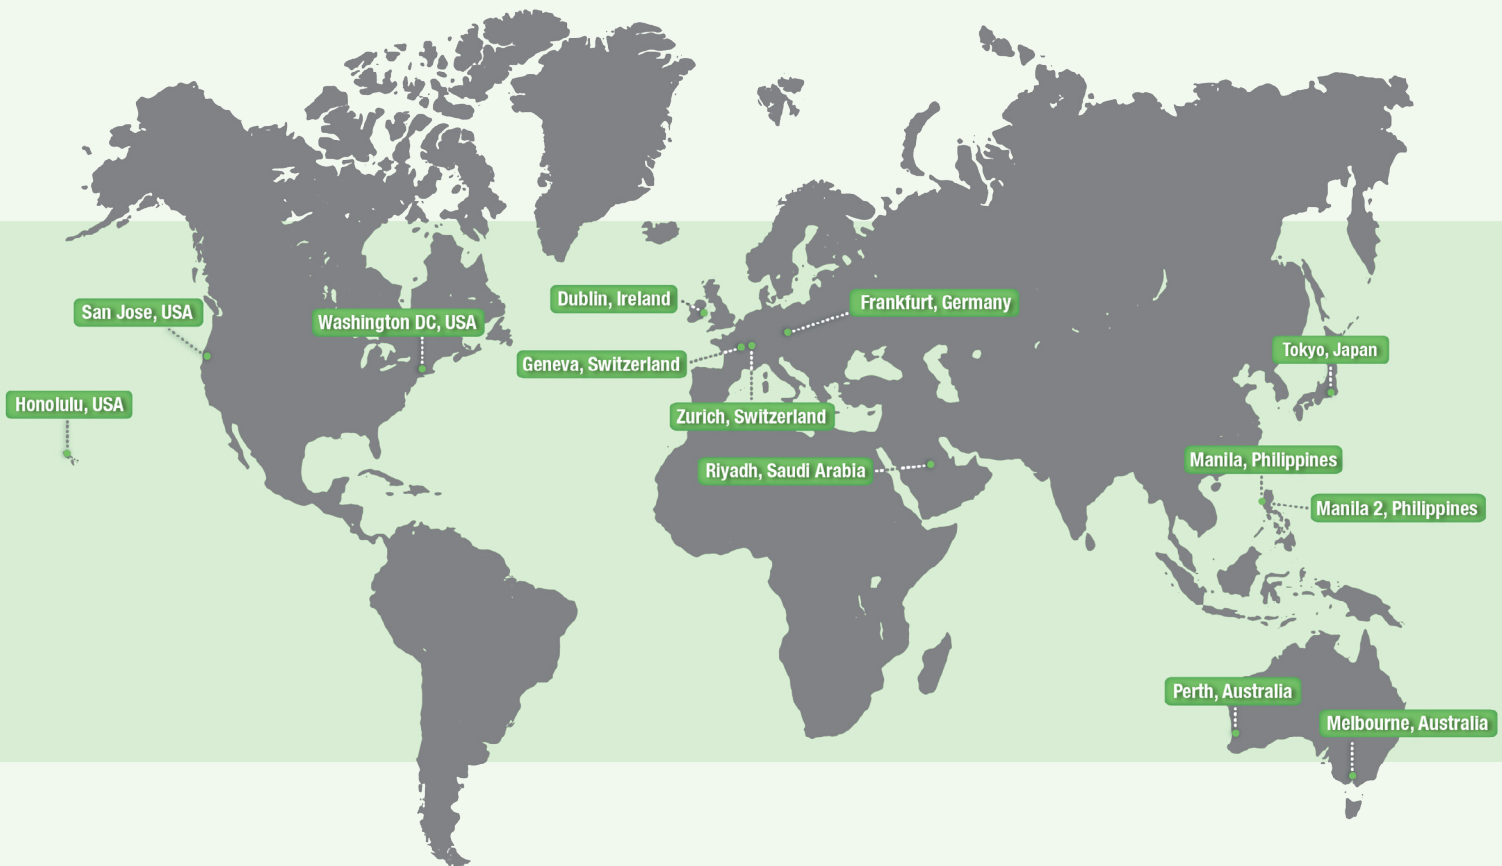 Dublin, Ireland
Frankfurt, Germany
San Jose, USA
Washington DC, USA
Tokyo, Japan
Geneva, Switzerland
Honolulu, USA
Zurich, Switzerland
Manila, Philippines
Riyadh, Saudi Arabia
Manila 2, Philippines
Perth, Australia
Melbourne, Australia